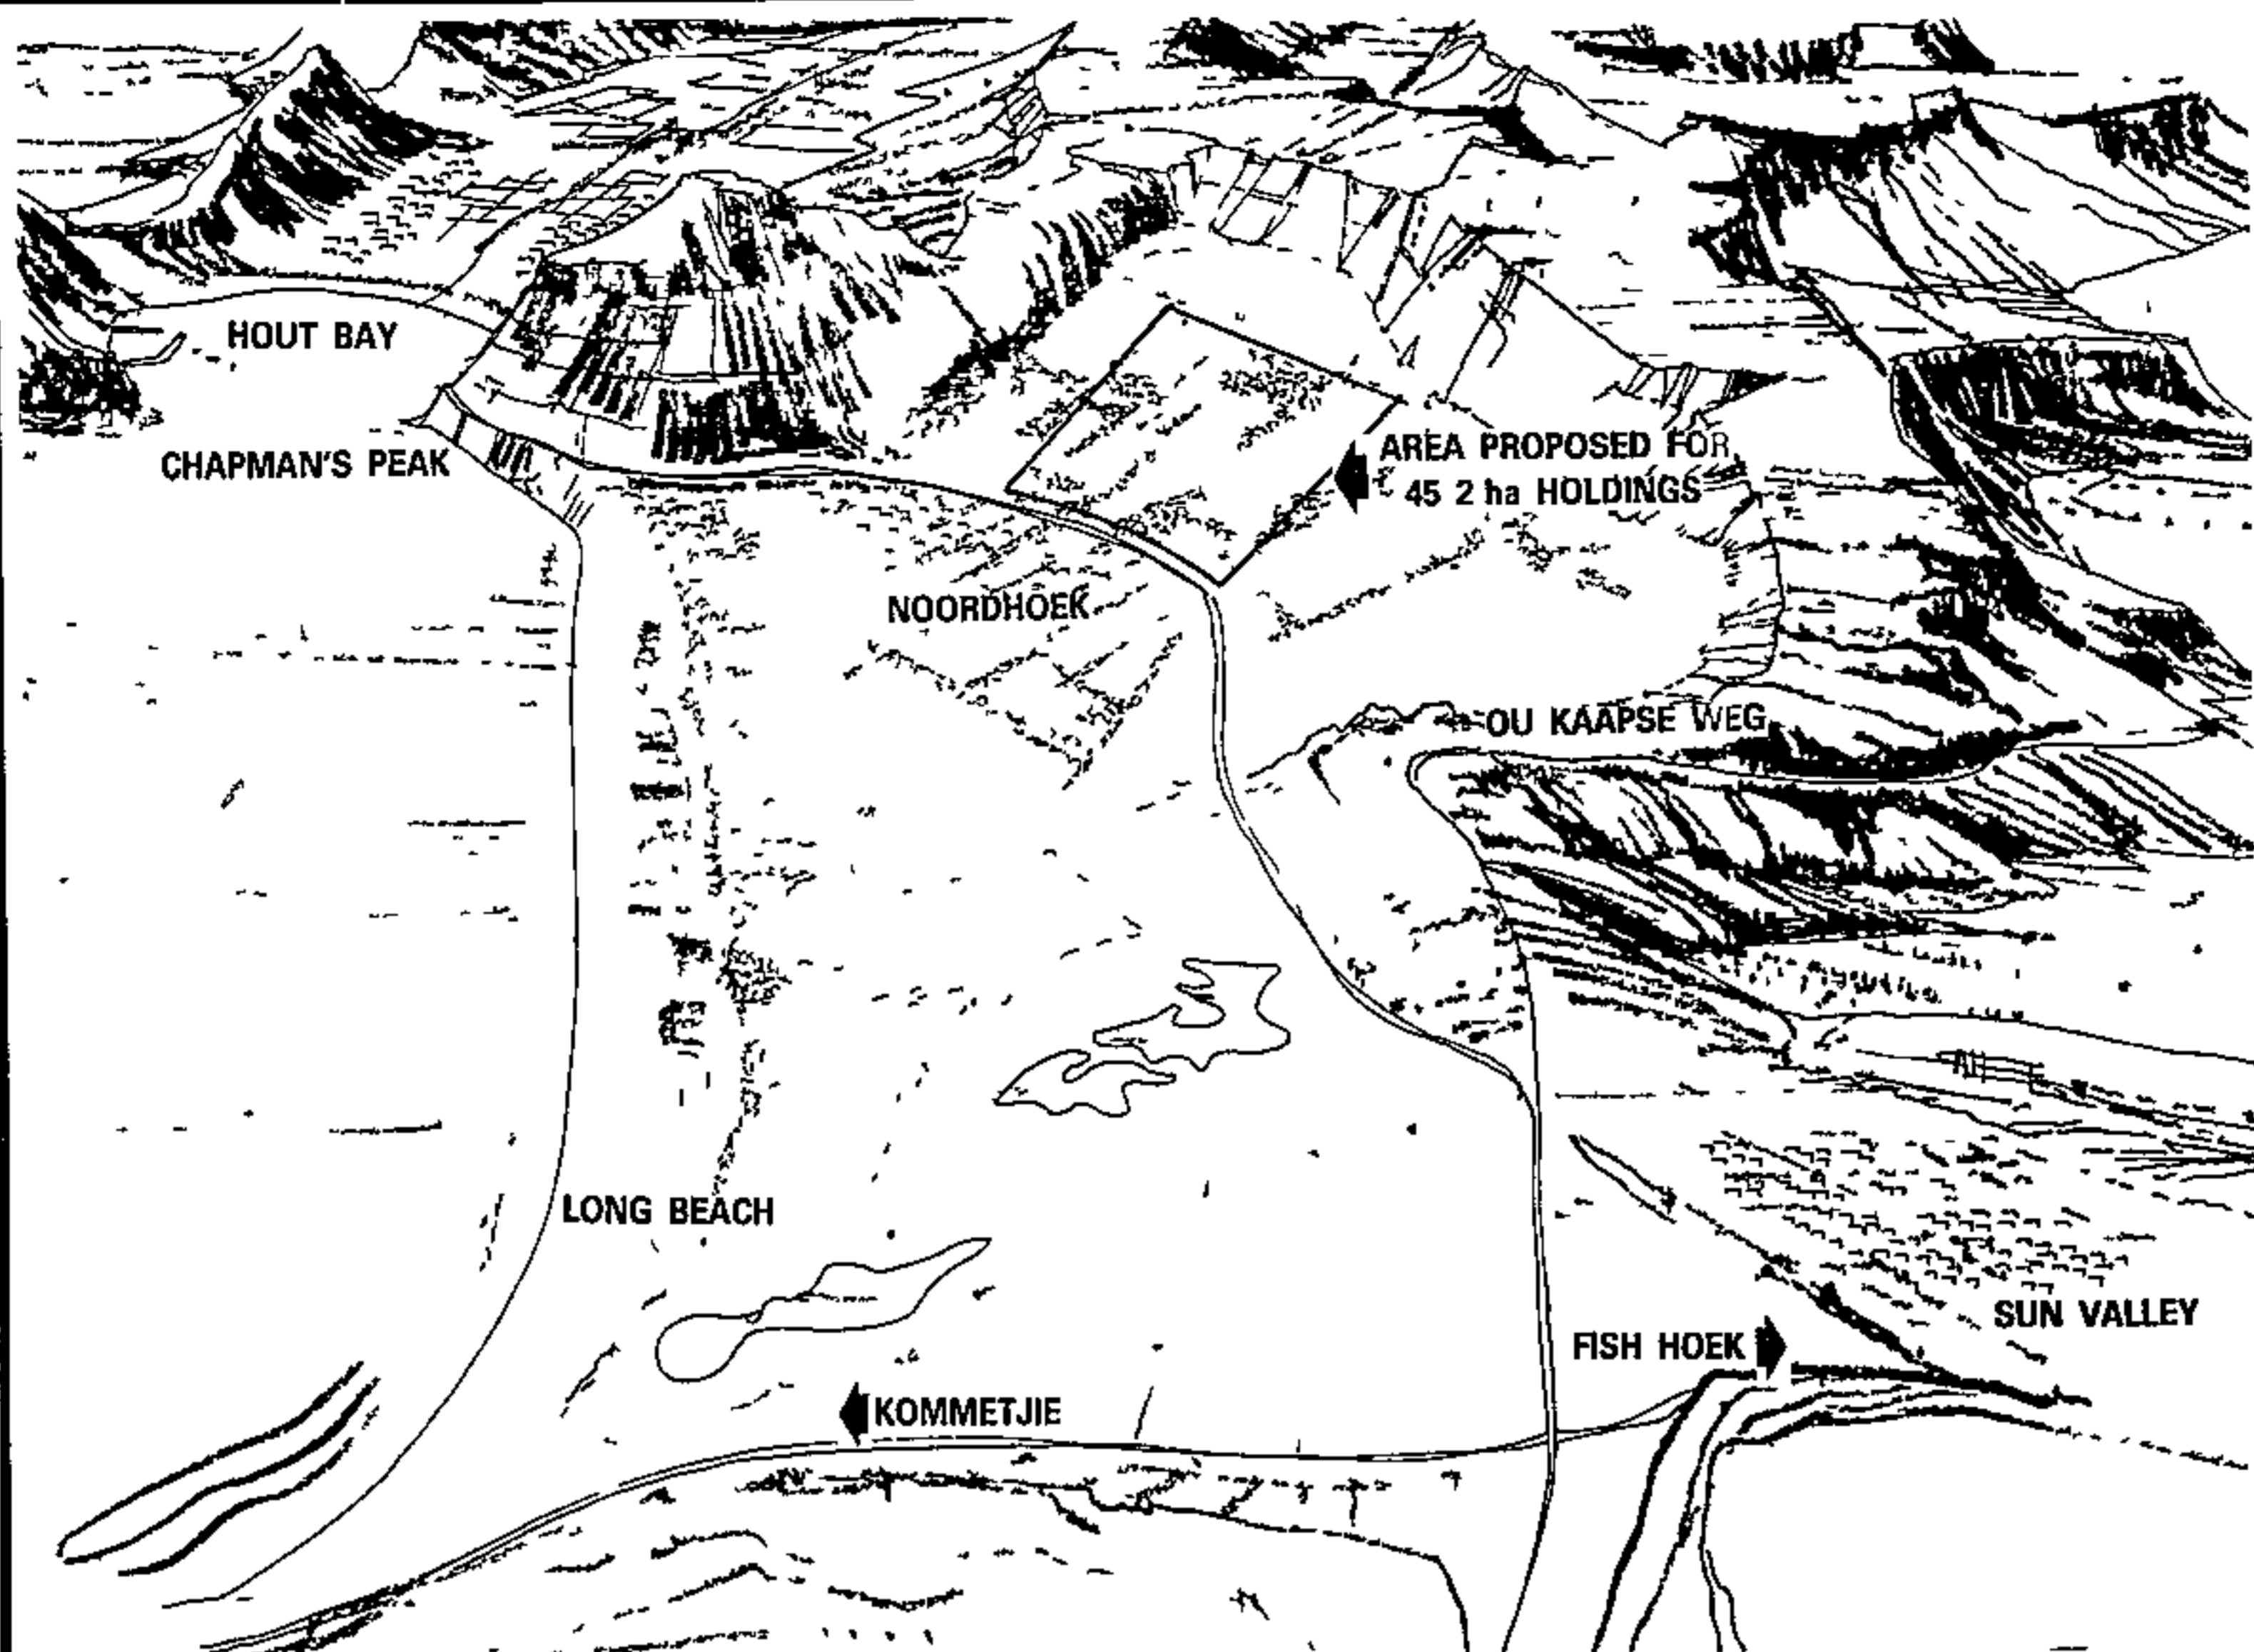 HOUT BAY
CHAPMAN'S PEAK
AREA PROPOSED FOR
45 2 ha HOLDINGS
NOORDHOEK
OU KAAPSE WEG
LONG BEACH
SUN VALLEY
FISH HOEK
KOMMETJIE